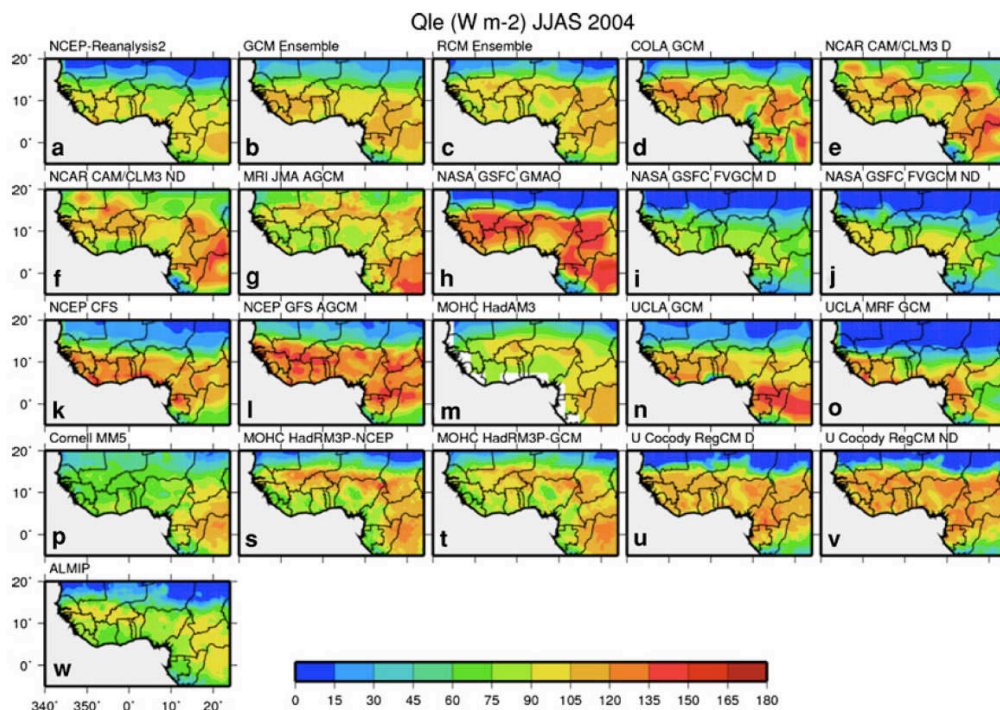 Qle (W m-2) JJAS 2004
NCEP-Reanalysis2 GCM Ensemble RCM Ensemble COLA GCM NCAR CAM/CLM3 D
20°
10°
0°
a b c d e
NCAR CAM/CLM3 ND MRI JMA AGCM NASA GSFC GMAO NASA GSFC FVGCM D NASA GSFC FVGCM ND
20°
10°
0°
f g h i j
NCEP CFS NCEP GFS AGCM MOHC HadAM3 UCLA GCM UCLA MRF GCM
20°
10°
0°
k l m n o
Cornell MM5 MOHC HadRM3P-NCEP MOHC HadRM3P-GCM U Cocody RegCM D U Cocody RegCM ND
20°
10°
0°
p s t u v
ALMIP
20°
10°
0°
w
340° 350° 0° 10° 20°
0 15 30 45 60 75 90 105 120 135 150 165 180